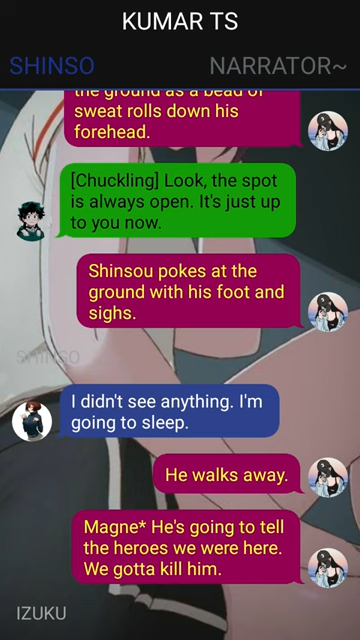 KUMAR TS
SHINSO
NARRATOR~
the ground as a bead of
sweat rolls down his
forehead.
[Chuckling] Look, the spot
is always open. It's just up
to you now.
Shinsou pokes at the
ground with his foot and
sighs.
SHINSO
I didn't see anything. I'm
going to sleep.
He walks away.
Magne* He's going to tell
the heroes we were here.
We gotta kill him.
IZUKU